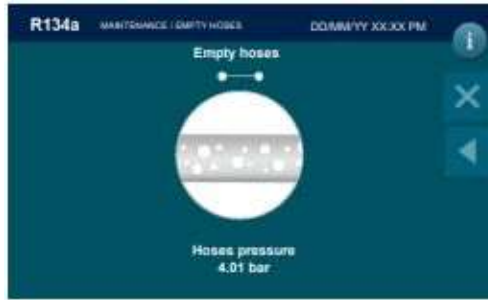 R134a MAINTENANCE / EMPTY HOSES DD/MM/YY XX:XX PM
i
Empty hoses
Hoses pressure
4.01 bar